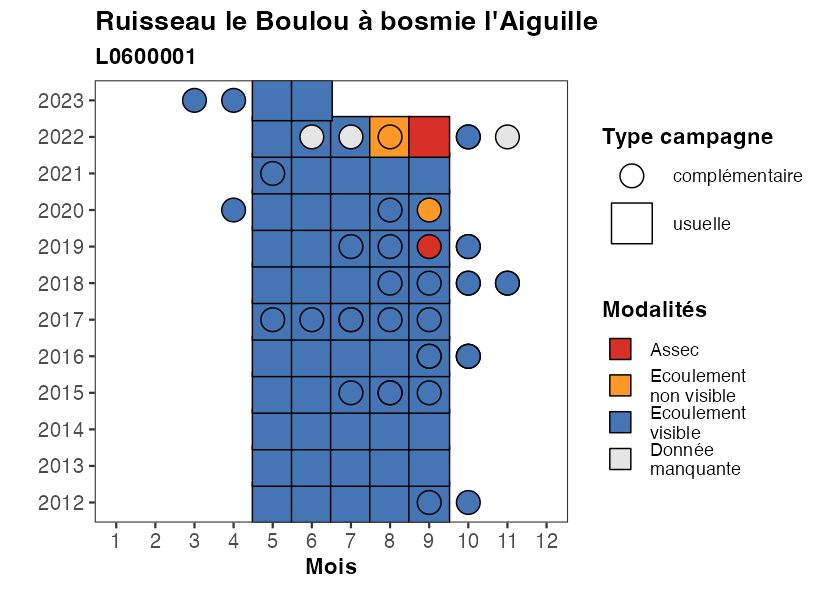 Ruisseau le Boulou à bosmie l'Aiguille
L0600001
2023
2022
2021
2020
2019
2018
2017
2016
2015
2014
2013
2012
1 2 3 4 5 6 7 8 9 10 11 12
Mois
Type campagne
complémentaire
usuelle
Modalités
Assec
Ecoulement
non visible
Ecoulement
visible
Donnée
manquante